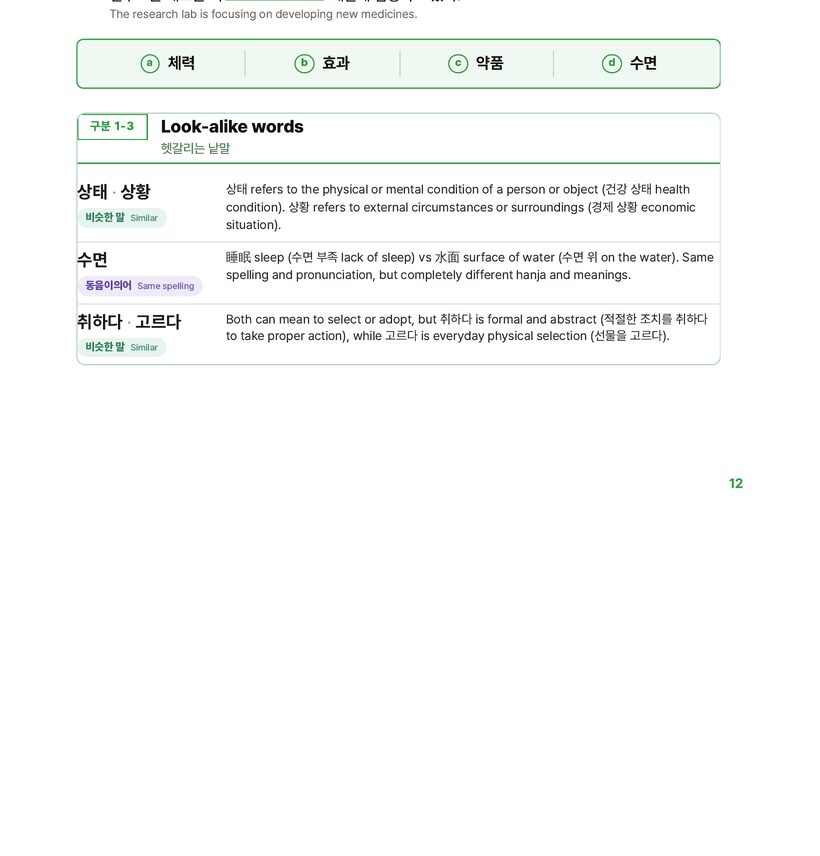 The research lab is focusing on developing new medicines.
ⓐ 체력 ⓑ 효과 ⓒ 약품 ⓓ 수면
구분 1-3 Look-alike words
헷갈리는 낱말
상태 · 상황
비슷한 말 Similar
상태 refers to the physical or mental condition of a person or object (건강 상태 health
condition). 상황 refers to external circumstances or surroundings (경제 상황 economic
situation).
수면
동음이의어 Same spelling
睡眠 sleep (수면 부족 lack of sleep) vs 水面 surface of water (수면 위 on the water). Same
spelling and pronunciation, but completely different hanja and meanings.
취하다 · 고르다
비슷한 말 Similar
Both can mean to select or adopt, but 취하다 is formal and abstract (적절한 조치를 취하다
to take proper action), while 고르다 is everyday physical selection (선물을 고르다).
12